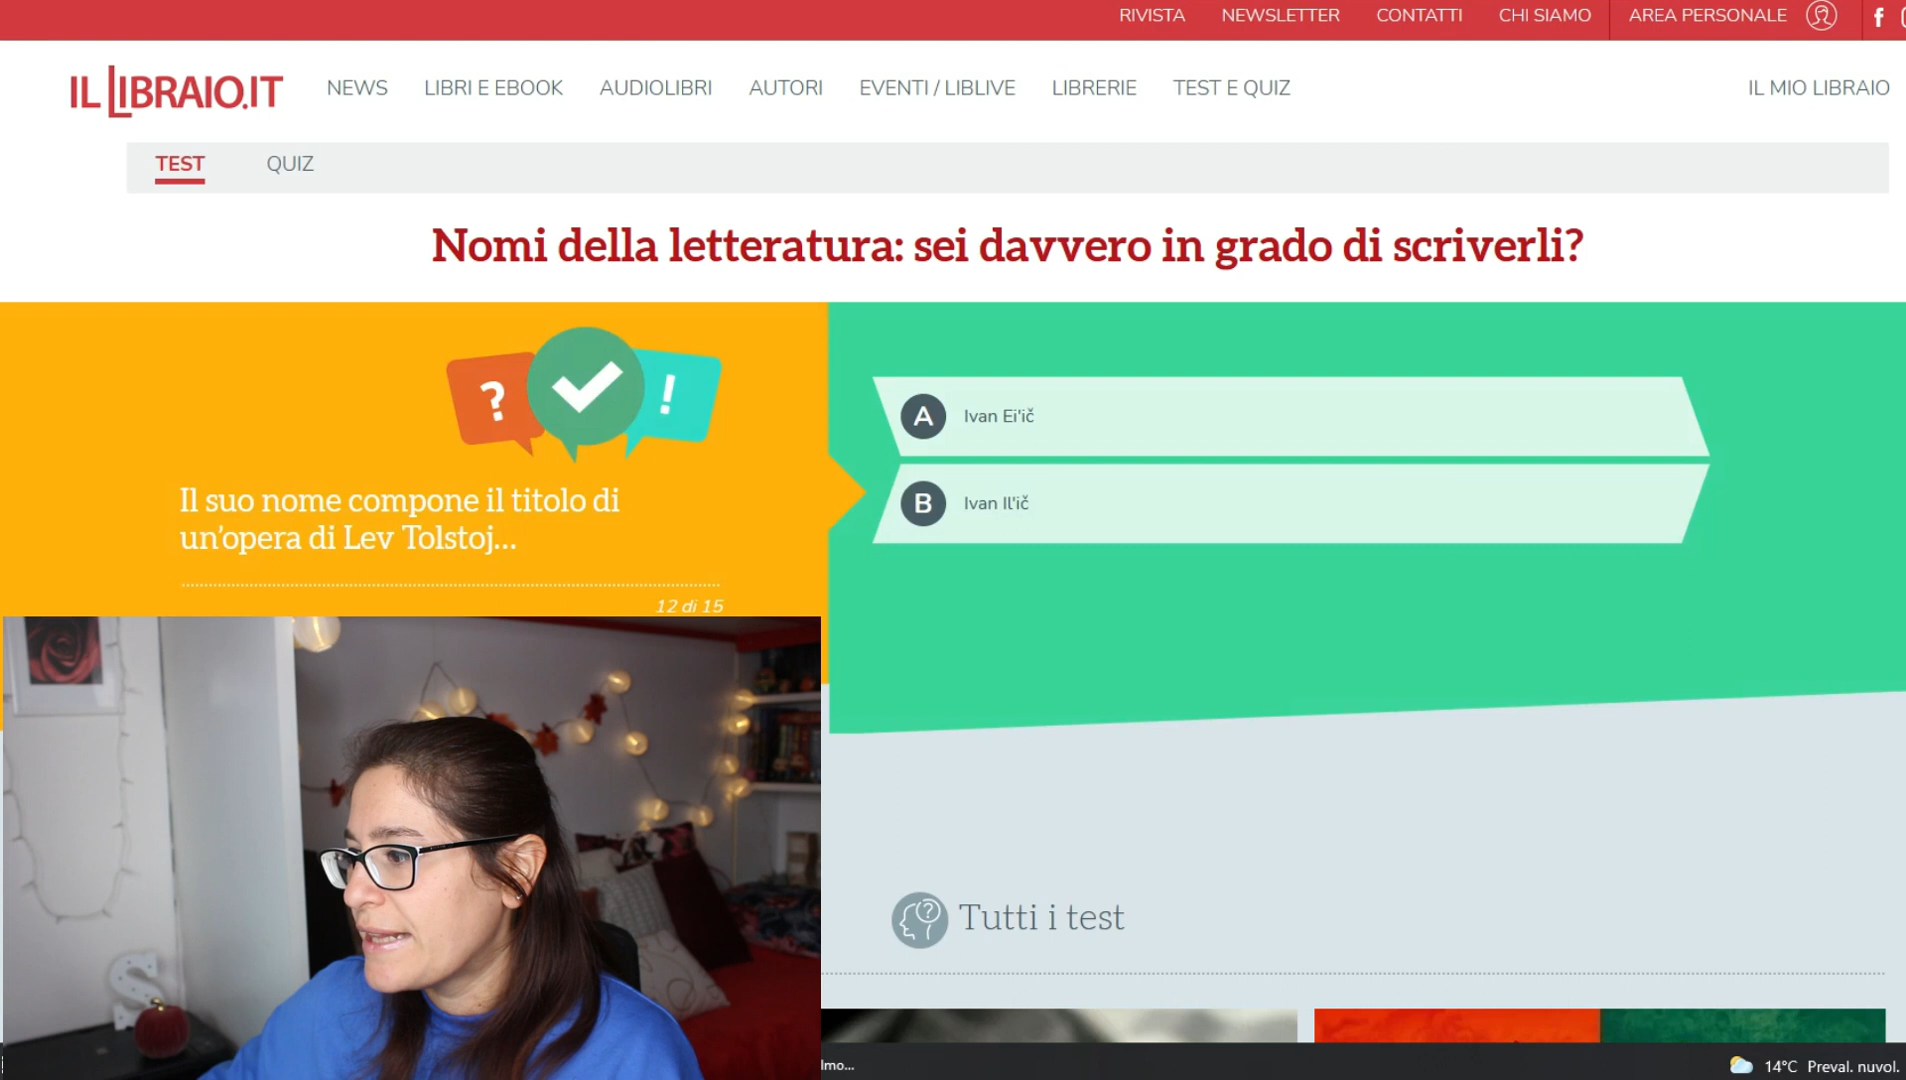 RIVISTA NEWSLETTER CONTATTI CHI SIAMO AREA PERSONALE
IL LIBRAIO.IT NEWS LIBRI E EBOOK AUDIOLIBRI AUTORI EVENTI / LIBLIVE LIBRERIE TEST E QUIZ IL MIO LIBRAIO
TEST QUIZ
Nomi della letteratura: sei davvero in grado di scriverli?
? !
Il suo nome compone il titolo di
un'opera di Lev Tolstoj...
12 di 15
A Ivan Ei'ič
B Ivan Il'ič
Tutti i test
lmo...
14°C Preval. nuvol.